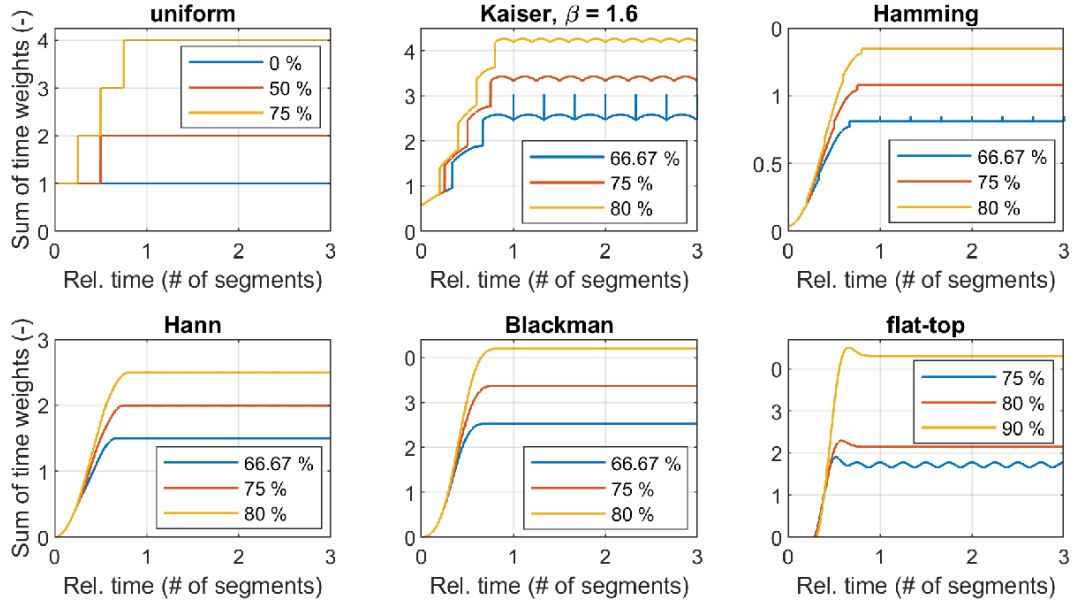 uniform
Sum of time weights (-)
4
3
2
1
0
0 %
50 %
75 %
0 1 2 3
Rel. time (# of segments)
Kaiser, β = 1.6
4
3
2
1
0
66.67 %
75 %
80 %
0 1 2 3
Rel. time (# of segments)
Hamming
0
1
0.5
0
66.67 %
75 %
80 %
0 1 2 3
Rel. time (# of segments)
Hann
Sum of time weights (-)
3
2
1
0
66.67 %
75 %
80 %
0 1 2 3
Rel. time (# of segments)
Blackman
0
3
2
1
0
66.67 %
75 %
80 %
0 1 2 3
Rel. time (# of segments)
flat-top
0
3
2
1
0
75 %
80 %
90 %
0 1 2 3
Rel. time (# of segments)